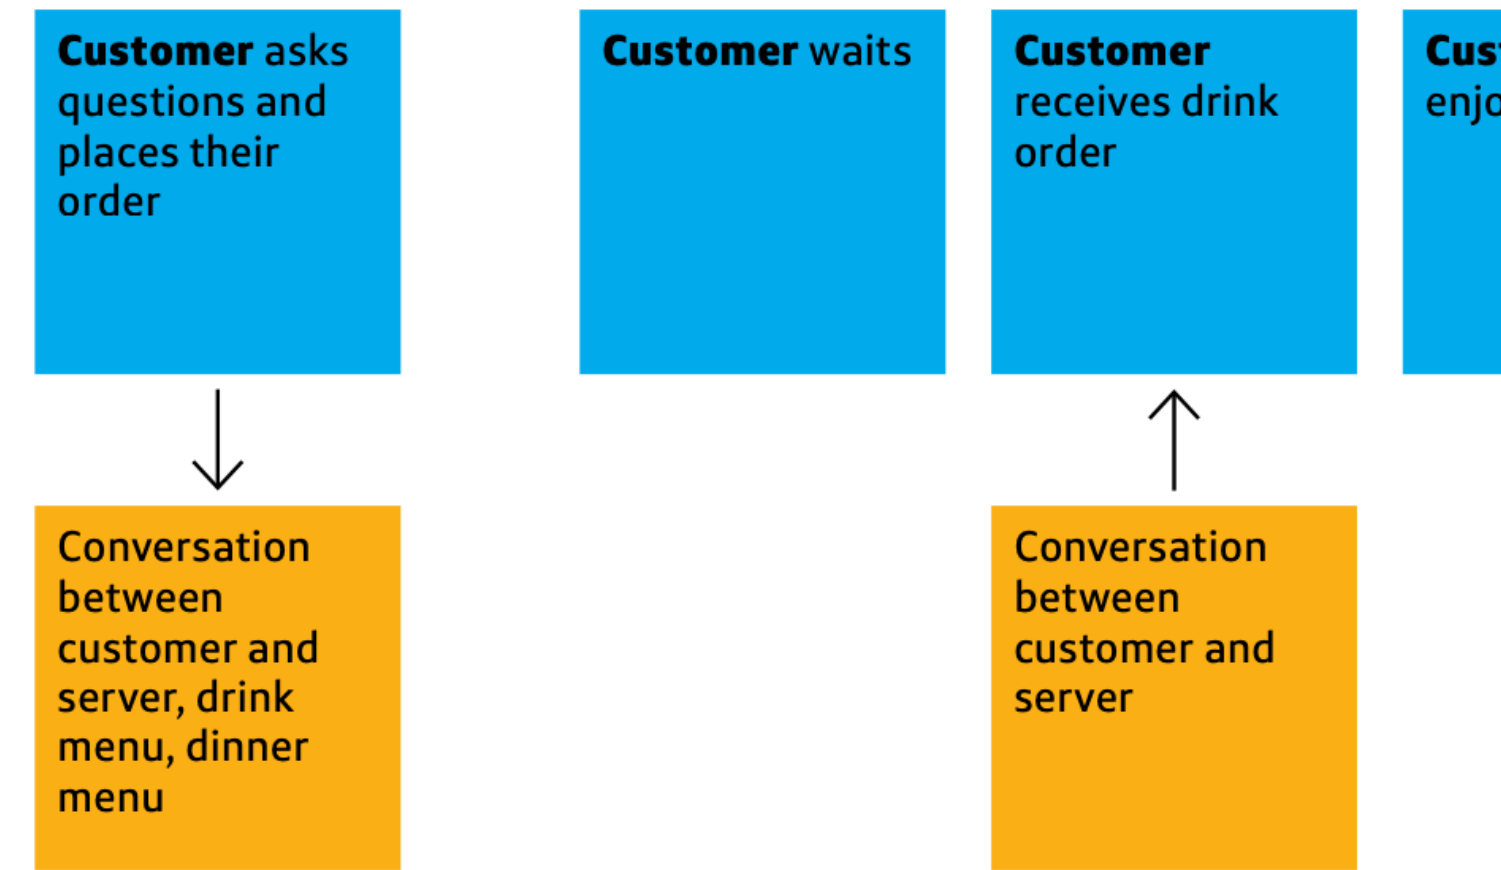 Customer asks
questions and
places their
order
Customer waits
Customer
receives drink
order
Conversation
between
customer and
server, drink
menu, dinner
menu
Conversation
between
customer and
server